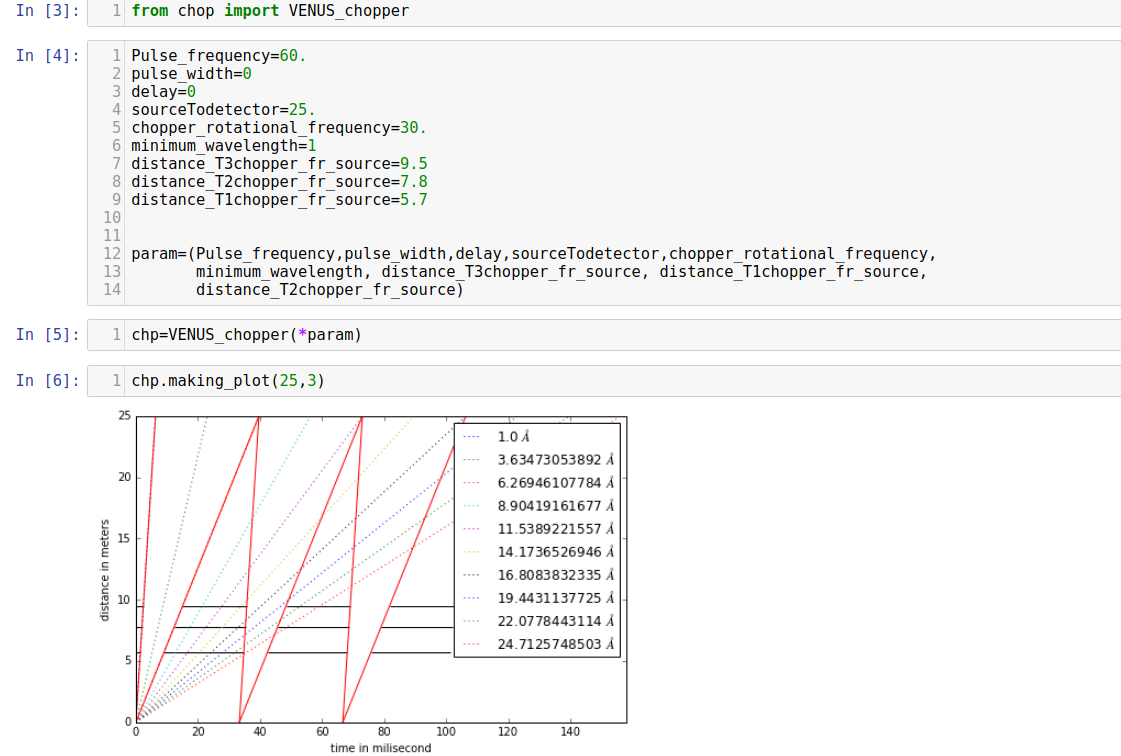 In [3]: 1 from chop import VENUS_chopper
In [4]: 1 Pulse_frequency=60.
2 pulse_width=0
3 delay=0
4 sourceTodetector=25.
5 chopper_rotational_frequency=30.
6 minimum_wavelength=1
7 distance_T3chopper_fr_source=9.5
8 distance_T2chopper_fr_source=7.8
9 distance_T1chopper_fr_source=5.7
10
11
12 param=(Pulse_frequency,pulse_width,delay,sourceTodetector,chopper_rotational_frequency,
13 minimum_wavelength, distance_T3chopper_fr_source, distance_T1chopper_fr_source,
14 distance_T2chopper_fr_source)
In [5]: 1 chp=VENUS_chopper(*param)
In [6]: 1 chp.making_plot(25,3)
25
20
15
10
5
0
distance in meters
1.0 Å
3.63473053892 Å
6.26946107784 Å
8.90419161677 Å
11.5389221557 Å
14.1736526946 Å
16.8083832335 Å
19.4431137725 Å
22.0778443114 Å
24.7125748503 Å
0 20 40 60 80 100 120 140
time in milisecond